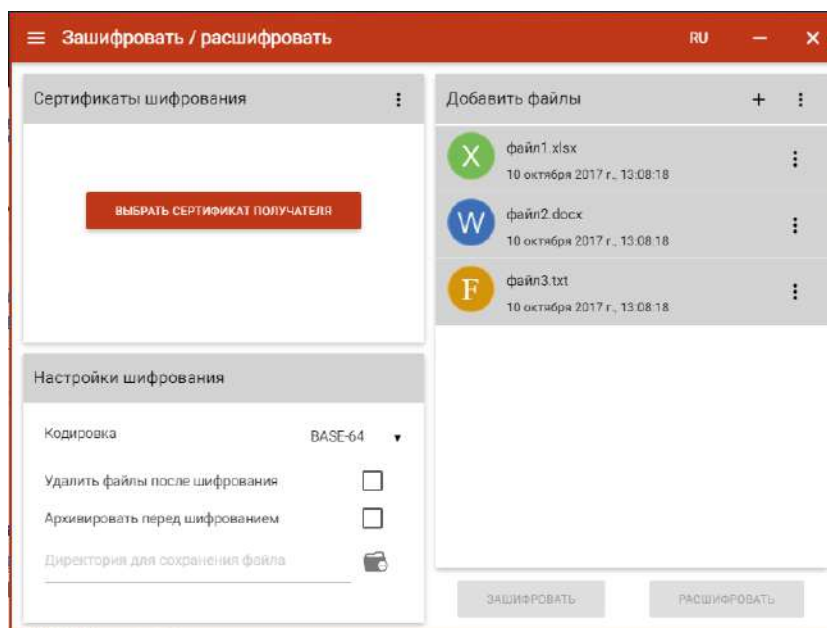 Зашифровать / расшифровать
RU
Сертификаты шифрования
ВЫБРАТЬ СЕРТИФИКАТ ПОЛУЧАТЕЛЯ
Настройки шифрования
Кодировка BASE-64
Удалить файлы после шифрования
Архивировать перед шифрованием
Директория для сохранения файла
Добавить файлы
X
файл1.xlsx
10 октября 2017 г., 13:08:18
W
файл2.docx
10 октября 2017 г., 13:08:18
F
файл3.txt
10 октября 2017 г., 13:08:18
ЗАШИФРОВАТЬ
РАСШИФРОВАТЬ